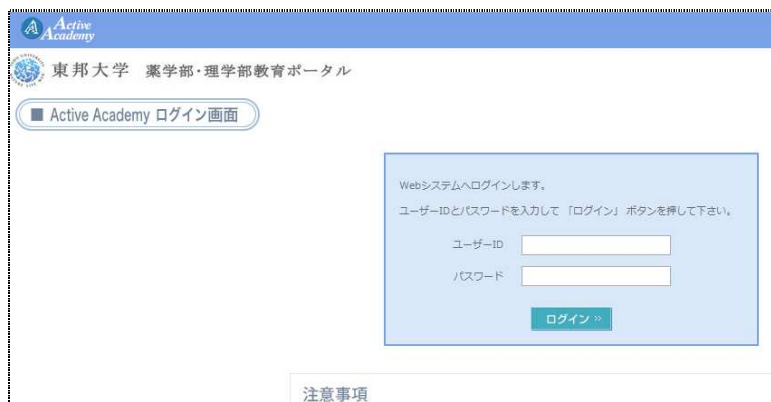 Active
Academy
東邦大学 薬学部・理学部教育ポータル
■ Active Academy ログイン画面
Webシステムへログインします。
ユーザーIDとパスワードを入力して 「ログイン」 ボタンを押して下さい。
ユーザーID
パスワード
ログイン »
注意事項